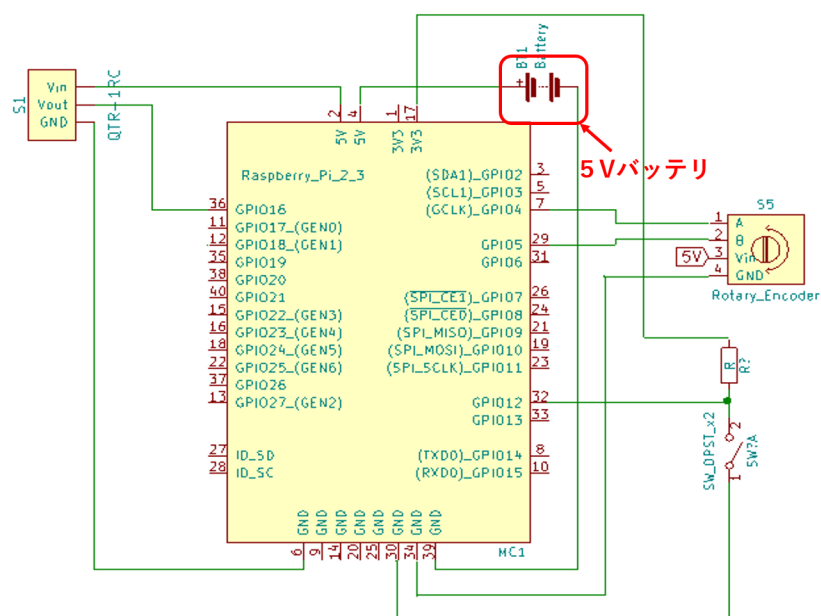 BT1
Battery
S1
QTR-1RC
Vin
Vout
GND
2
4
1
17
5V
5V
3V3
3V3
5Vバッテリ
Raspberry_Pi_2_3
36 GPIO16
11 GPIO17_(GEN0)
12 GPIO18_(GEN1)
35 GPIO19
38 GPIO20
40 GPIO21
15 GPIO22_(GEN3)
16 GPIO23_(GEN4)
18 GPIO24_(GEN5)
22 GPIO25_(GEN6)
37 GPIO26
13 GPIO27_(GEN2)
27 ID_SD
28 ID_SC
(SDA1)_GPIO2 3
(SCL1)_GPIO3 5
(GCLK)_GPIO4 7
GPIO5 29
GPIO6 31
(SPI_CE1)_GPIO7 26
(SPI_CE0)_GPIO8 24
(SPI_MISO)_GPIO9 21
(SPI_MOSI)_GPIO10 19
(SPI_SCLK)_GPIO11 23
GPIO12 32
GPIO13 33
(TXD0)_GPIO14 8
(RXD0)_GPIO15 10
GND GND GND GND GND GND GND GND
6 9 14 20 25 30 34 39
MC1
S5
1 A
2 B
5V 3 Vin
4 GND
Rotary_Encoder
R
R?
SW_DPST_x2
2
1
SW?A